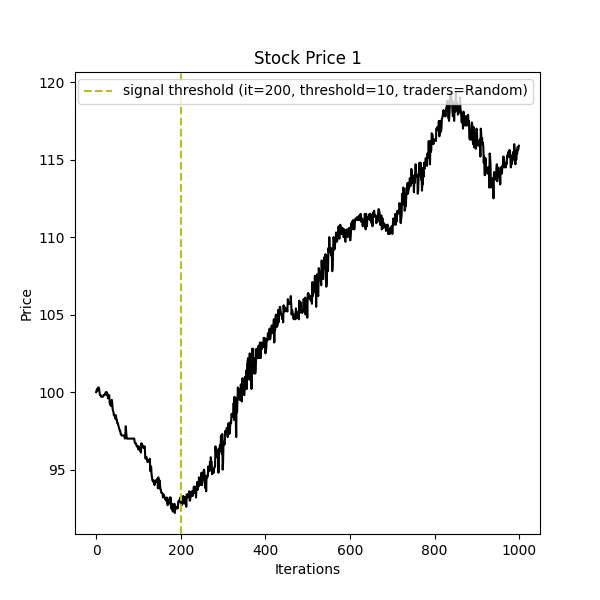 Stock Price 1
signal threshold (it=200, threshold=10, traders=Random)
120
115
110
105
100
95
Price
0 200 400 600 800 1000
Iterations